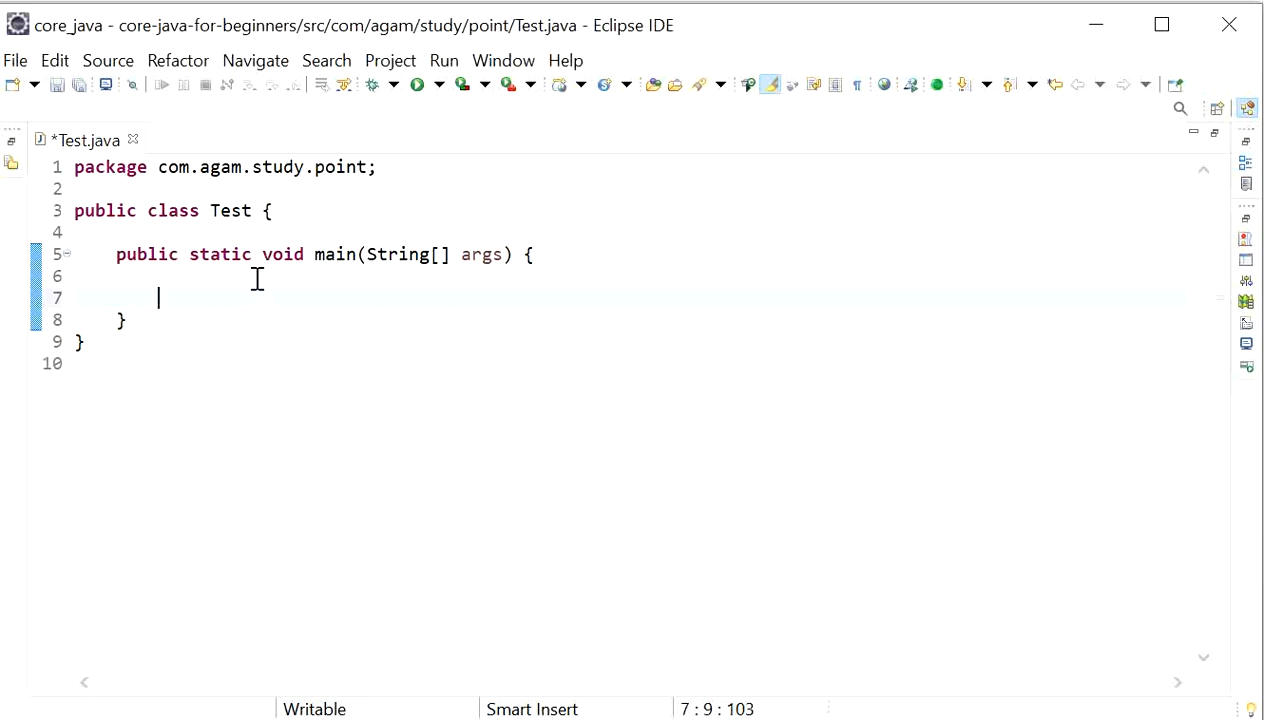 core_java - core-java-for-beginners/src/com/agam/study/point/Test.java - Eclipse IDE
File Edit Source Refactor Navigate Search Project Run Window Help
*Test.java
1 package com.agam.study.point;
2
3 public class Test {
4
5 public static void main(String[] args) {
6
7
8 }
9 }
10
Writable Smart Insert 7 : 9 : 103